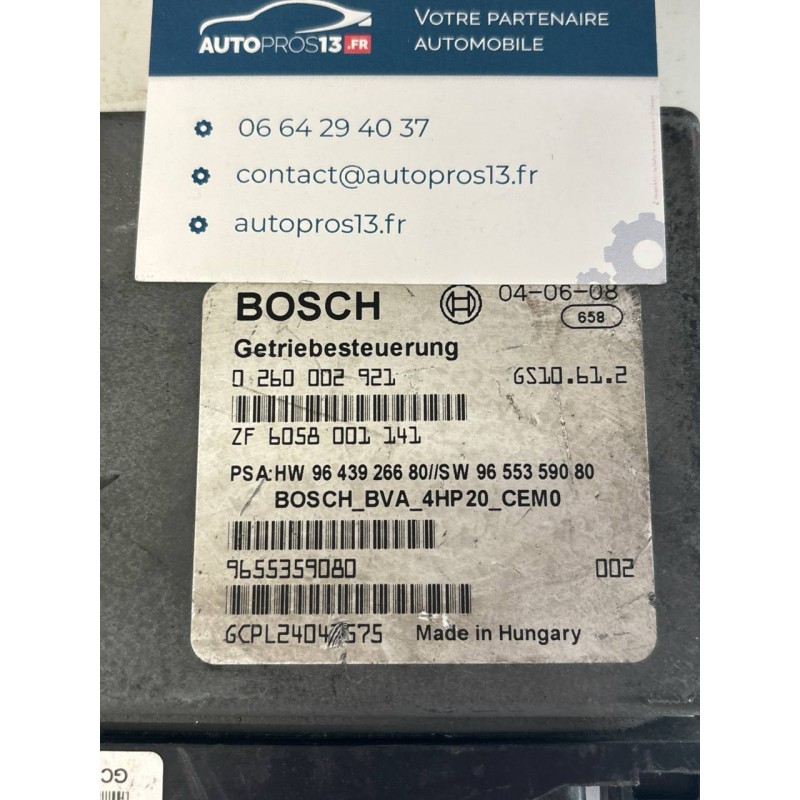 VOTRE PARTENAIRE
AUTOMOBILE
AUTOPROS13.FR
06 64 29 40 37
contact@autopros13.fr
autopros13.fr
BOSCH 04-06-08
658
Getriebesteuerung
0 260 002 921 GS10.61.2
ZF 6058 001 141
PSA:HW 96 439 266 80//SW 96 553 590 80
BOSCH_BVA_4HP20_CEM0
9655359080 002
Made in Hungary
GC